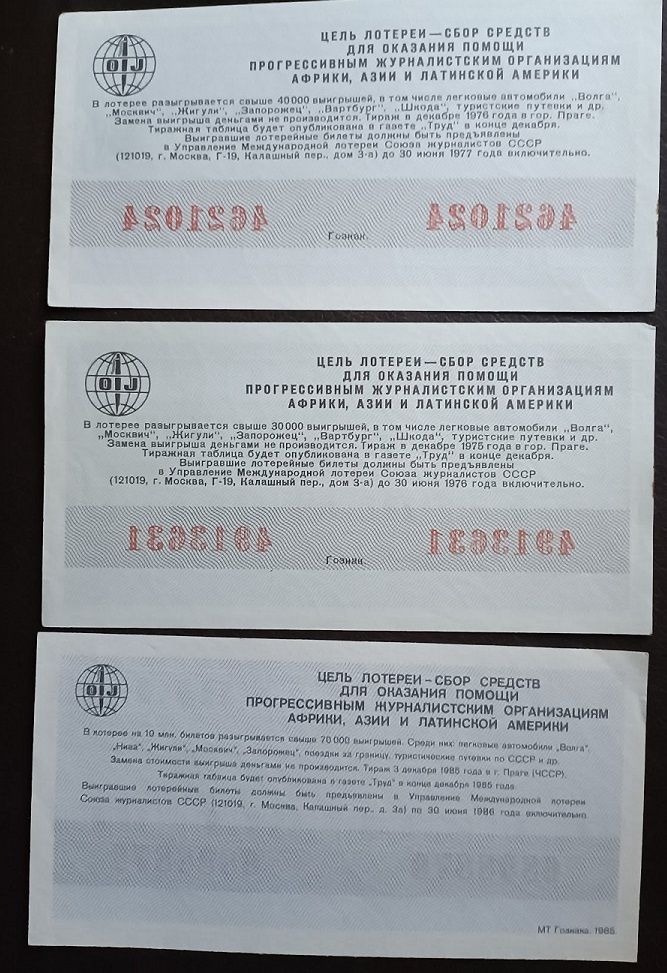 OIJ
ЦЕЛЬ ЛОТЕРЕИ—СБОР СРЕДСТВ
ДЛЯ ОКАЗАНИЯ ПОМОЩИ
ПРОГРЕССИВНЫМ ЖУРНАЛИСТСКИМ ОРГАНИЗАЦИЯМ
АФРИКИ, АЗИИ И ЛАТИНСКОЙ АМЕРИКИ
В лотерее разыгрывается свыше 40000 выигрышей, в том числе легковые автомобили „Волга",
„Москвич", „Жигули", „Запорожец", „Вартбург", „Шкода", туристские путевки и др.
Замена выигрыша деньгами не производится. Тираж в декабре 1976 года в гор. Праге.
Тиражная таблица будет опубликована в газете „Труд" в конце декабря.
Выигравшие лотерейные билеты должны быть предъявлены
в Управление Международной лотереи Союза журналистов СССР
(121019, г. Москва, Г-19, Калашный пер., дом 3-а) до 30 июня 1977 года включительно.
4621024 4621024
Гознак.
OIJ
ЦЕЛЬ ЛОТЕРЕИ—СБОР СРЕДСТВ
ДЛЯ ОКАЗАНИЯ ПОМОЩИ
ПРОГРЕССИВНЫМ ЖУРНАЛИСТСКИМ ОРГАНИЗАЦИЯМ
АФРИКИ, АЗИИ И ЛАТИНСКОЙ АМЕРИКИ
В лотерее разыгрывается свыше 30000 выигрышей, в том числе легковые автомобили „Волга",
„Москвич", „Жигули", „Запорожец", „Вартбург", „Шкода", туристские путевки и др.
Замена выигрыша деньгами не производится. Тираж в декабре 1975 года в гор. Праге.
Тиражная таблица будет опубликована в газете „Труд" в конце декабря.
Выигравшие лотерейные билеты должны быть предъявлены
в Управление Международной лотереи Союза журналистов СССР
(121019, г. Москва, Г-19, Калашный пер., дом 3-а) до 30 июня 1976 года включительно.
4913631 4913631
Гознак.
OIJ
ЦЕЛЬ ЛОТЕРЕИ–СБОР СРЕДСТВ
ДЛЯ ОКАЗАНИЯ ПОМОЩИ
ПРОГРЕССИВНЫМ ЖУРНАЛИСТСКИМ ОРГАНИЗАЦИЯМ
АФРИКИ, АЗИИ И ЛАТИНСКОЙ АМЕРИКИ
В лотерее на 10 млн. билетов разыгрывается свыше 70000 выигрышей. Среди них: легковые автомобили „Волга",
„Нива", „Жигули", „Москвич", „Запорожец", поездки за границу, туристические путевки по СССР и др.
Замена стоимости выигрыша деньгами не производится. Тираж 3 декабря 1985 года в г. Праге (ЧССР).
Тиражная таблица будет опубликована в газете „Труд" в конце декабря 1985 года
Выигравшие лотерейные билеты должны быть предъявлены в Управление Международной лотереи
Союза журналистов СССР (121019, г. Москва, Калашный пер., д. 3а) по 30 июня 1986 года включительно
МТ Гознака. 1985.